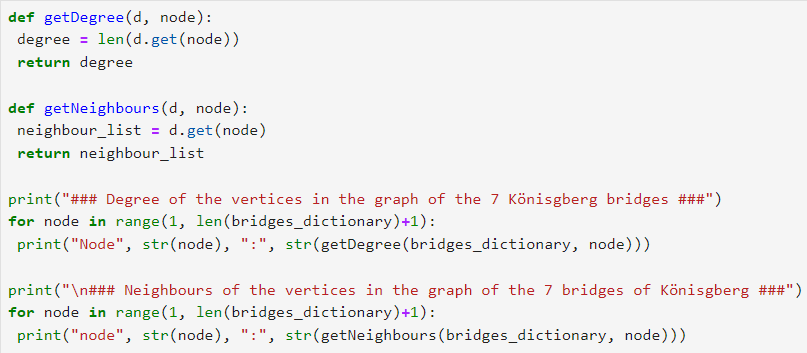 def getDegree(d, node):
 degree = len(d.get(node))
 return degree

def getNeighbours(d, node):
 neighbour_list = d.get(node)
 return neighbour_list

print("### Degree of the vertices in the graph of the 7 Könisgberg bridges ###")
for node in range(1, len(bridges_dictionary)+1):
 print("Node", str(node), ":", str(getDegree(bridges_dictionary, node)))

print("\n### Neighbours of the vertices in the graph of the 7 bridges of Könisgberg ###")
for node in range(1, len(bridges_dictionary)+1):
 print("node", str(node), ":", str(getNeighbours(bridges_dictionary, node)))